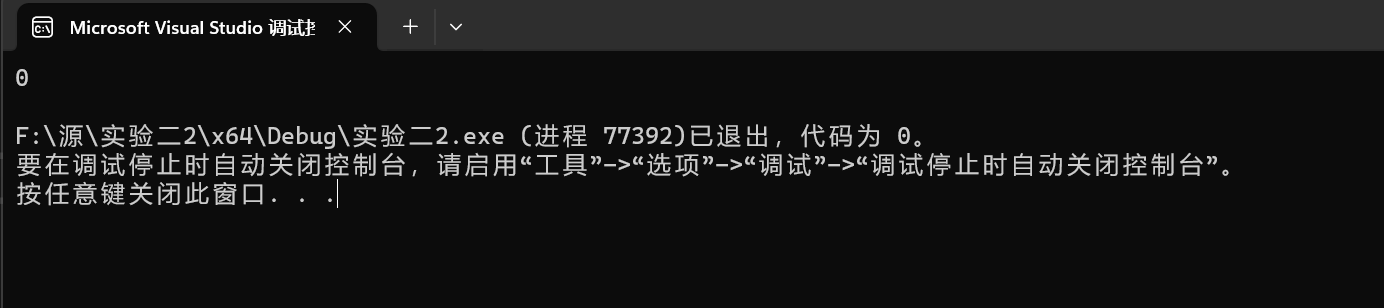 Microsoft Visual Studio 调试
0
F:\源\实验二2\x64\Debug\实验二2.exe (进程 77392)已退出，代码为 0。
要在调试停止时自动关闭控制台，请启用“工具”->“选项”->“调试”->“调试停止时自动关闭控制台”。
按任意键关闭此窗口. . .